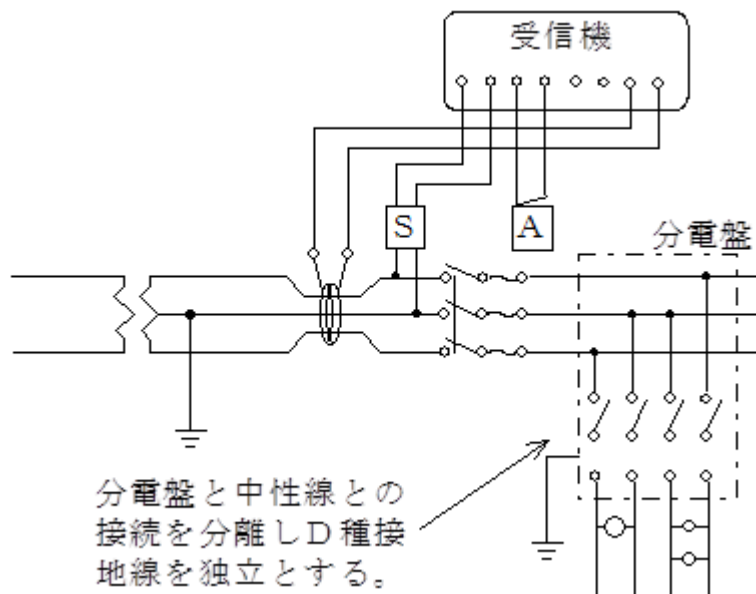 受信機
S
A
分電盤
分電盤と中性線との
接続を分離しD種接
地線を独立とする。